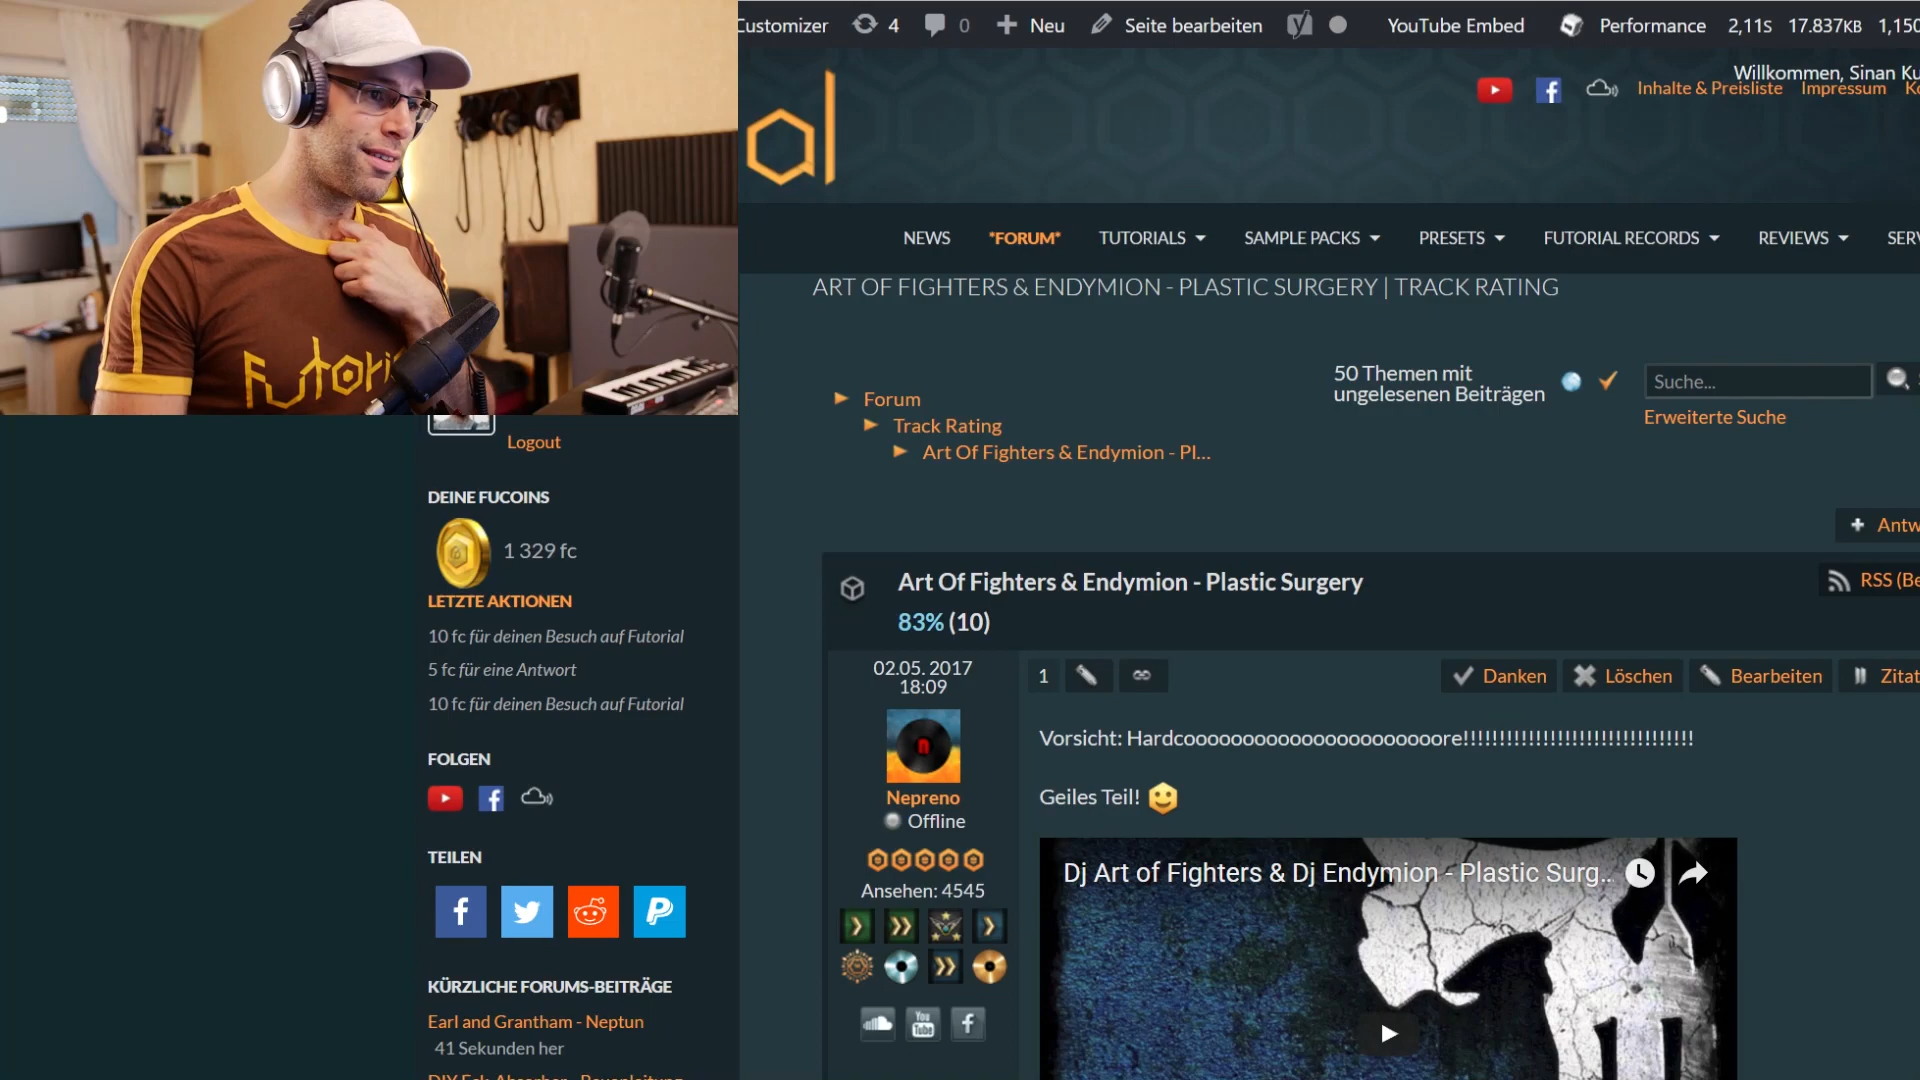 Customizer 4 0 Neu Seite bearbeiten YouTube Embed Performance 2,11S 17.837KB
Willkommen, Sinan
Inhalte & Preisliste Impressum
al
NEWS *FORUM* TUTORIALS SAMPLE PACKS PRESETS FUTORIAL RECORDS REVIEWS
ART OF FIGHTERS & ENDYMION - PLASTIC SURGERY | TRACK RATING
50 Themen mit
ungelesenen Beiträgen
Suche...
Erweiterte Suche
Forum
Track Rating
Art Of Fighters & Endymion - Pl...
Futori
Logout
DEINE FUCOINS
1 329 fc
LETZTE AKTIONEN
10 fc für deinen Besuch auf Futorial
5 fc für eine Antwort
10 fc für deinen Besuch auf Futorial
FOLGEN
TEILEN
KÜRZLICHE FORUMS-BEITRÄGE
Earl and Grantham - Neptun
41 Sekunden her
Art Of Fighters & Endymion - Plastic Surgery
83% (10)
RSS
02.05. 2017
18:09
1
Danken Löschen Bearbeiten Zitat
Nepreno
Offline
Ansehen: 4545
You
Tube
Vorsicht: Hardcooooooooooooooooooooooore!!!!!!!!!!!!!!!!!!!!!!!!!!!!!!!!
Geiles Teil!
Dj Art of Fighters & Dj Endymion - Plastic Surg...